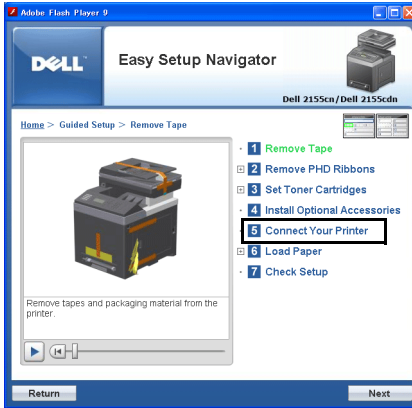 Adobe Flash Player 9
DELL
Easy Setup Navigator
Dell 2155cn/Dell 2155cdn
Home > Guided Setup > Remove Tape
1 Remove Tape
2 Remove PHD Ribbons
3 Set Toner Cartridges
4 Install Optional Accessories
5 Connect Your Printer
6 Load Paper
7 Check Setup
Remove tapes and packaging material from the
printer.
Return
Next